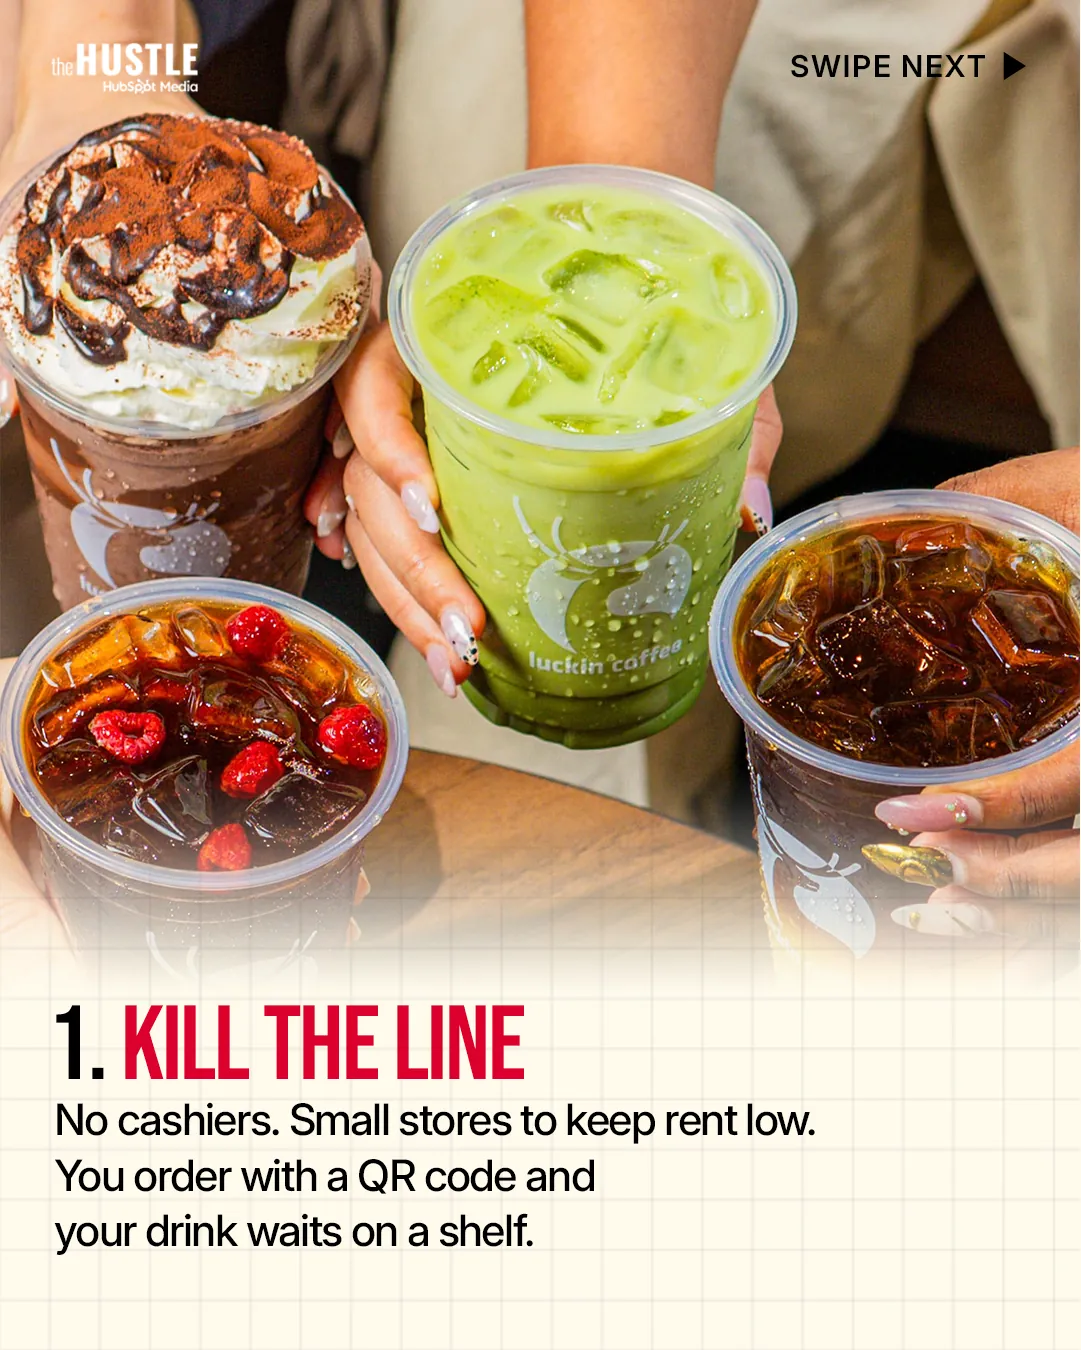 the HUSTLE
HubSpot Media
SWIPE NEXT
luckin coffee
1. KILL THE LINE
No cashiers. Small stores to keep rent low.
You order with a QR code and
your drink waits on a shelf.